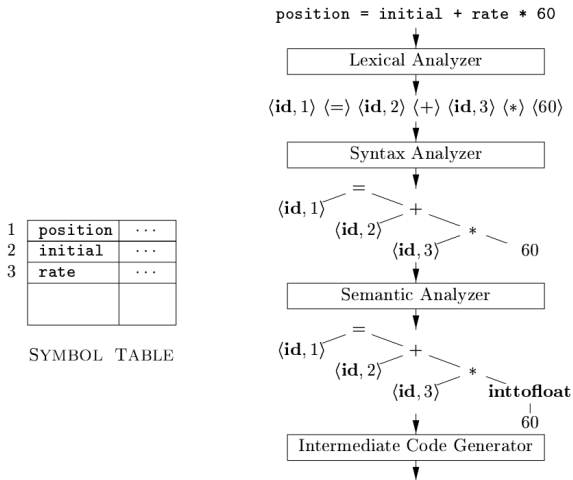 position = initial + rate * 60
Lexical Analyzer
⟨id, 1⟩ ⟨=⟩ ⟨id, 2⟩ ⟨+⟩ ⟨id, 3⟩ ⟨*⟩ ⟨60⟩
Syntax Analyzer
=
⟨id, 1⟩ +
⟨id, 2⟩ *
⟨id, 3⟩ 60
Semantic Analyzer
=
⟨id, 1⟩ +
⟨id, 2⟩ *
⟨id, 3⟩ inttofloat
60
Intermediate Code Generator
1 position ...
2 initial ...
3 rate ...
SYMBOL TABLE